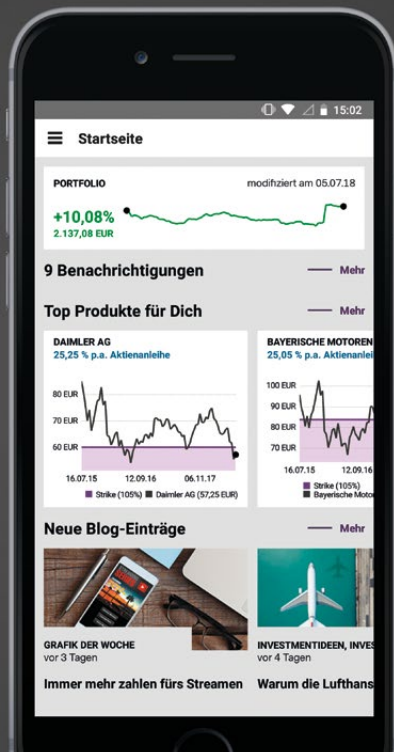 15:02
Startseite
PORTFOLIO
modifiziert am 05.07.18
+10,08%
2.137,08 EUR
9 Benachrichtigungen
Mehr
Top Produkte für Dich
Mehr
DAIMLER AG
25,25 % p.a. Aktienanleihe
80 EUR
70 EUR
60 EUR
16.07.15 12.09.16 06.11.17
Strike (105%) Daimler AG (57,25 EUR)
BAYERISCHE MOTOREN
25,05 % p.a. Aktienanlei
100 EUR
90 EUR
80 EUR
70 EUR
16.07.15 12.09.16
Strike (105%)
Bayerische Moto
Neue Blog-Einträge
Mehr
GRAFIK DER WOCHE
vor 3 Tagen
Immer mehr zahlen fürs Streamen
INVESTMENTIDEEN, INVES
vor 4 Tagen
Warum die Lufthans